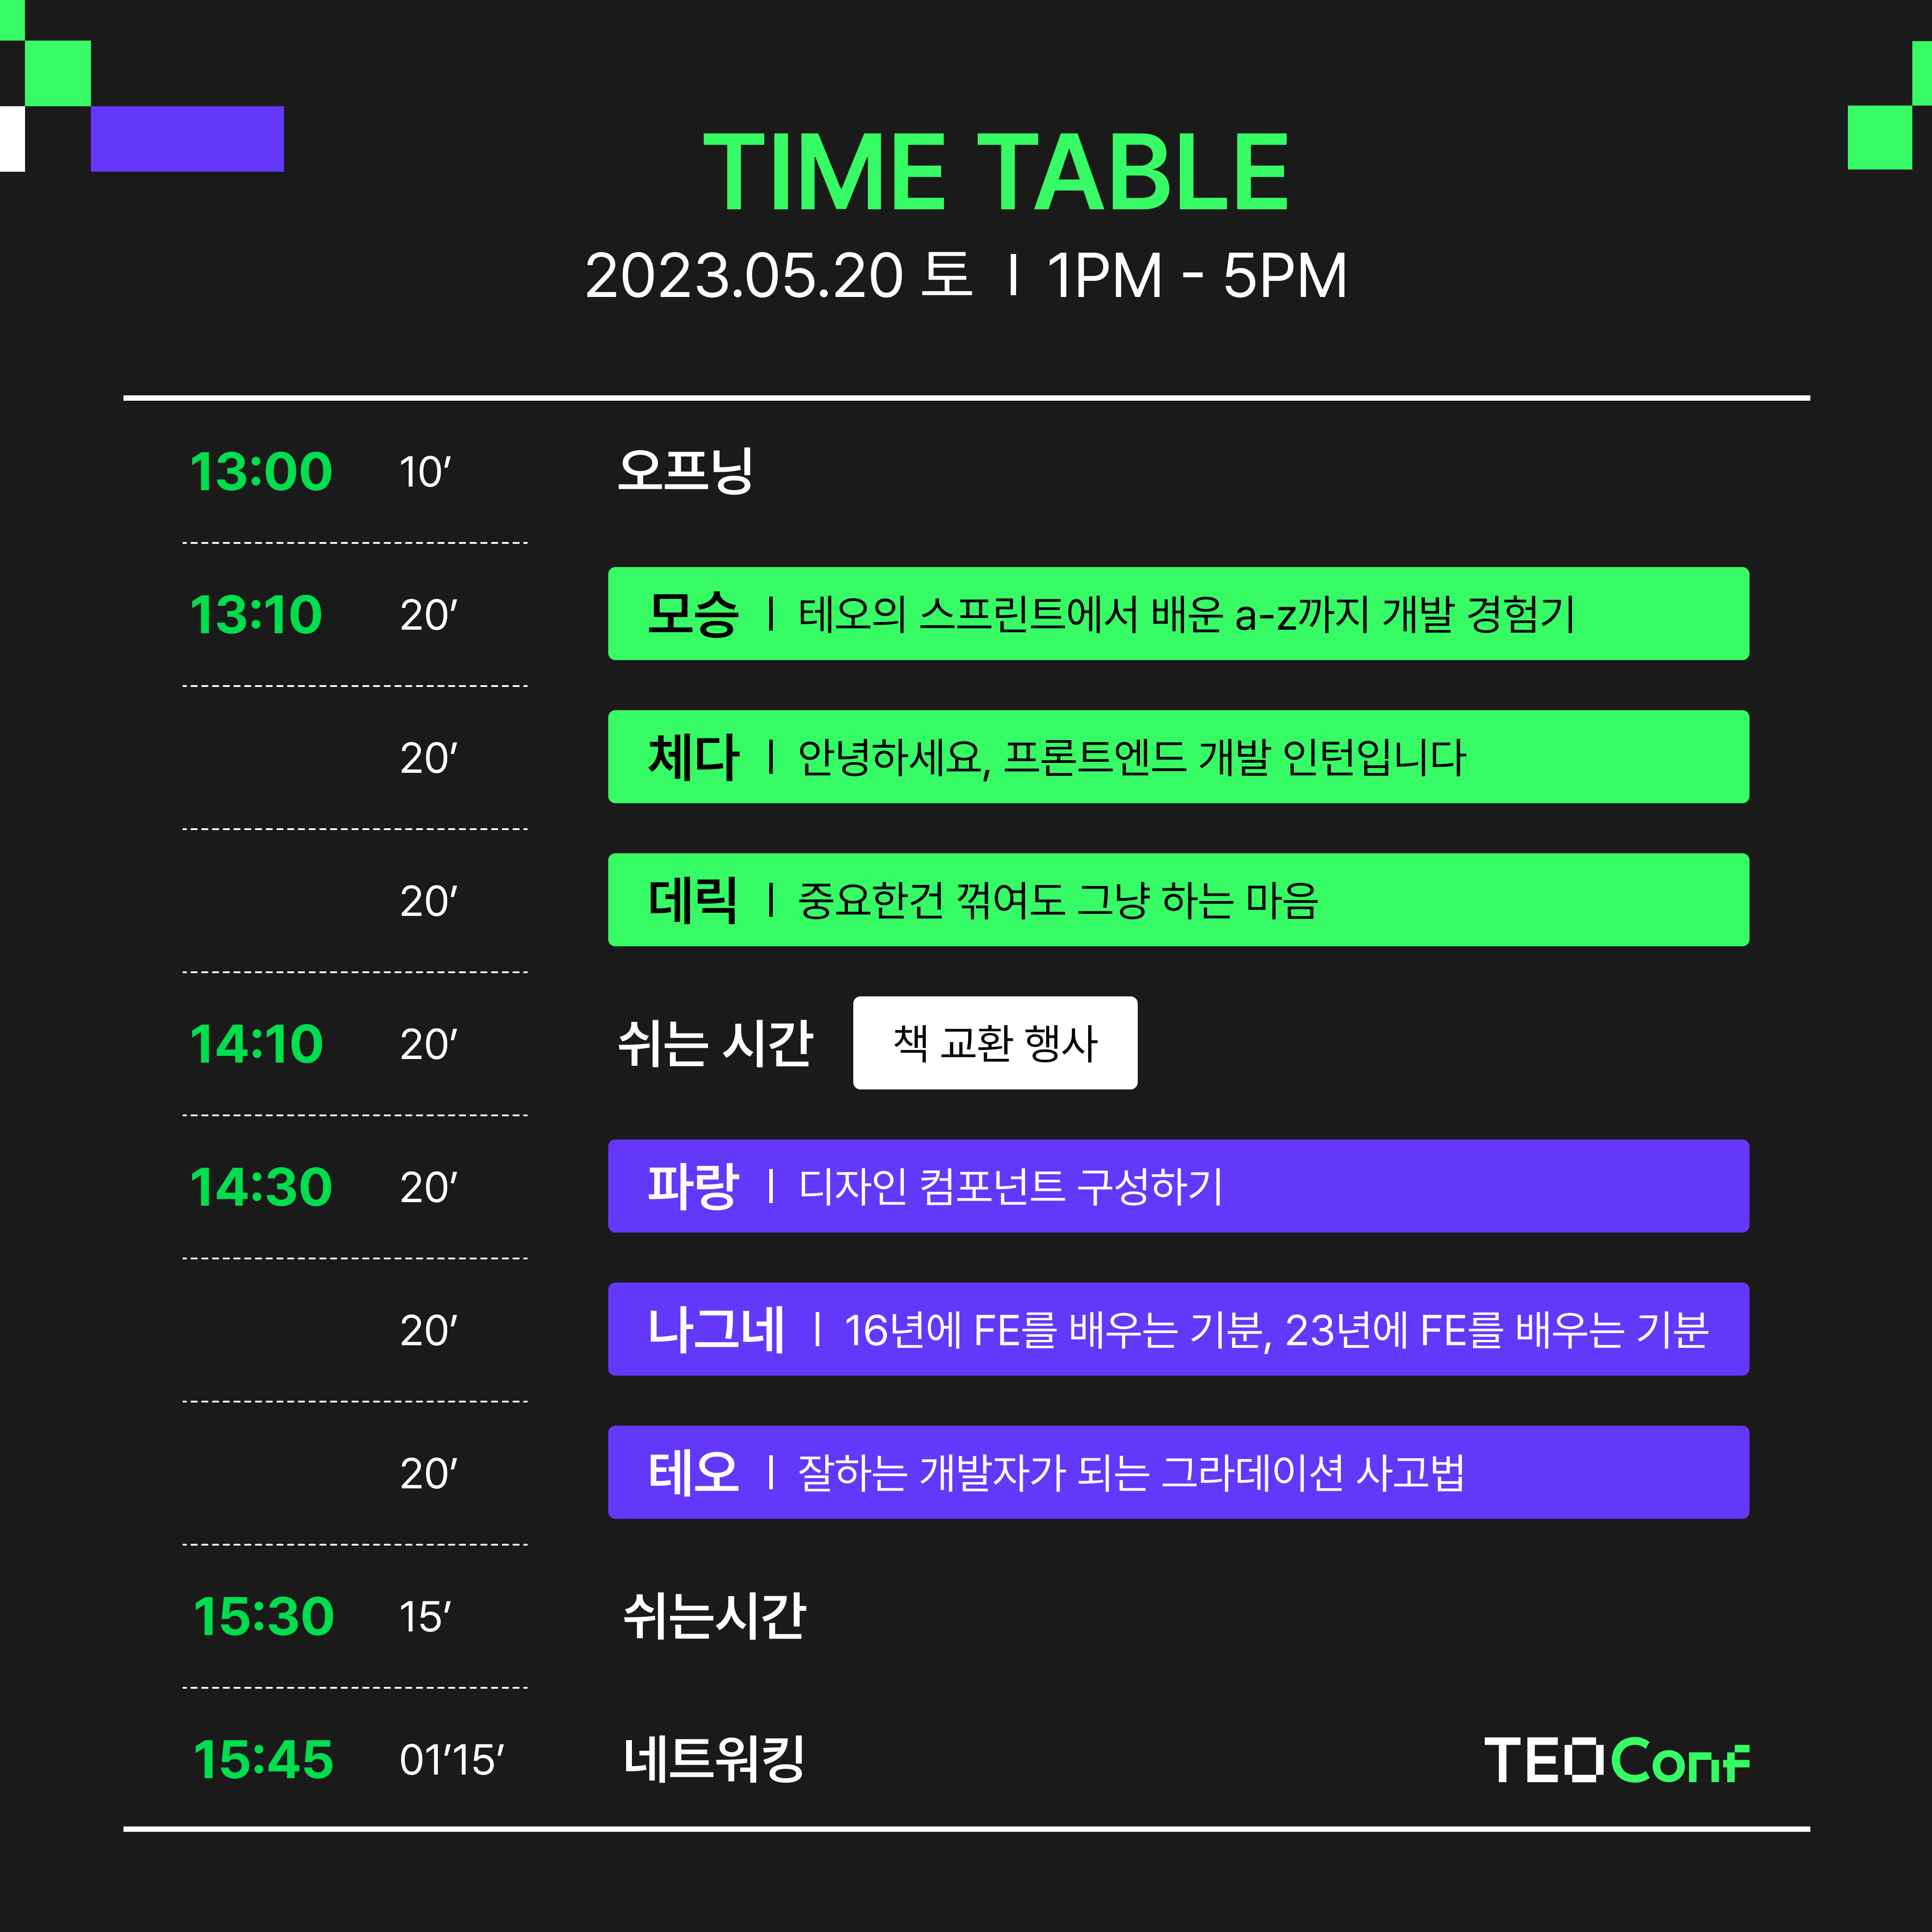 TIME TABLE
2023.05.20 토 | 1PM - 5PM
13:00 10′ 오프닝
13:10 20′ 모승 | 테오의 스프린트에서 배운 a-z까지 개발 경험기
20′ 체다 | 안녕하세요, 프론트엔드 개발 인턴입니다
20′ 데릭 | 중요한건 꺾여도 그냥 하는 마음
14:10 20′ 쉬는 시간 책 교환 행사
14:30 20′ 파랑 | 디자인 컴포넌트 구성하기
20′ 나그네 | 16년에 FE를 배우는 기분, 23년에 FE를 배우는 기분
20′ 테오 | 잘하는 개발자가 되는 그라데이션 사고법
15:30 15′ 쉬는시간
15:45 01′15′ 네트워킹
TEO Conf